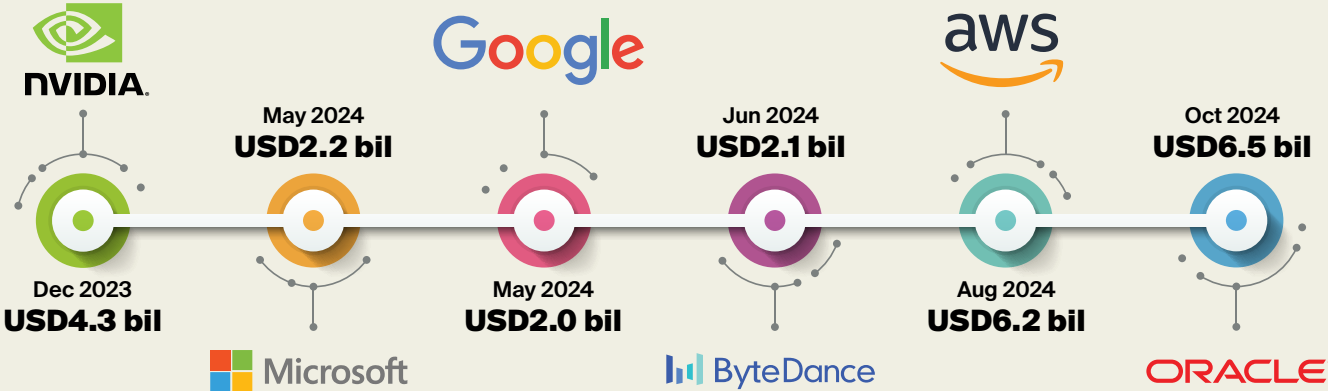 NVIDIA.
Dec 2023
USD4.3 bil
May 2024
USD2.2 bil
Microsoft
Google
May 2024
USD2.0 bil
Jun 2024
USD2.1 bil
ByteDance
aws
Aug 2024
USD6.2 bil
Oct 2024
USD6.5 bil
ORACLE